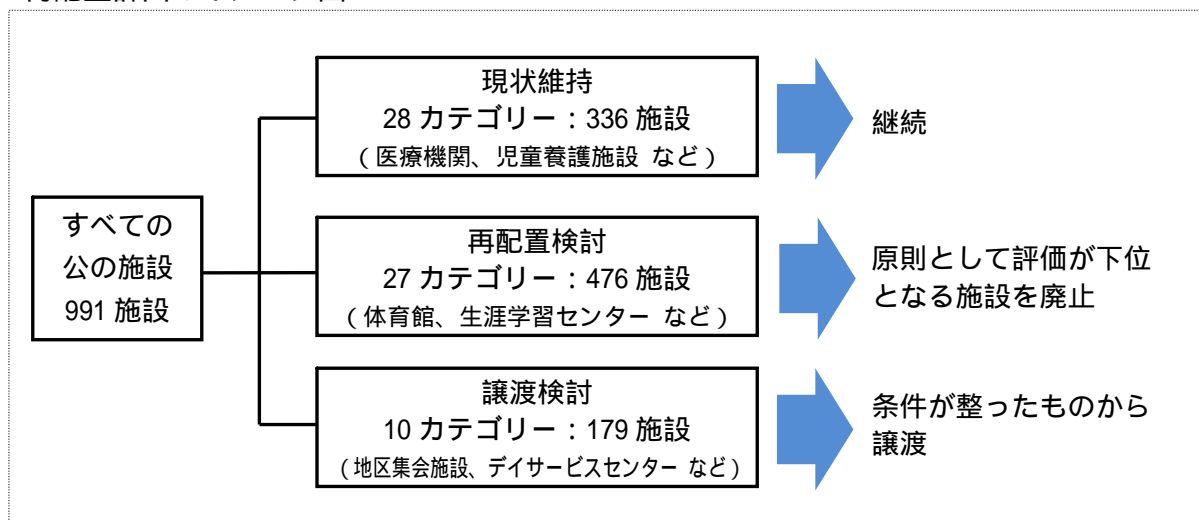 すべての
公の施設
991 施設
現状維持
28 カテゴリー：336 施設
（医療機関、児童養護施設 など）
継続
再配置検討
27 カテゴリー：476 施設
（体育館、生涯学習センター など）
原則として評価が下位
となる施設を廃止
譲渡検討
10 カテゴリー：179 施設
（地区集会施設、デイサービスセンター など）
条件が整ったものから
譲渡